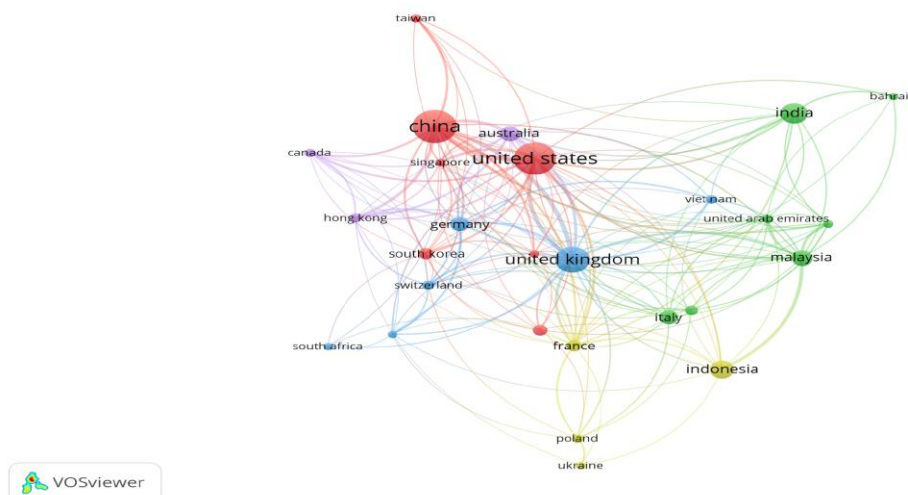 taiwan
bahrai
india
china
australia
united states
canada
singapore
viet nam
hong kong
germany
united arab emirates
south korea
united kingdom
malaysia
switzerland
italy
south africa
france
indonesia
poland
ukraine
VOSviewer